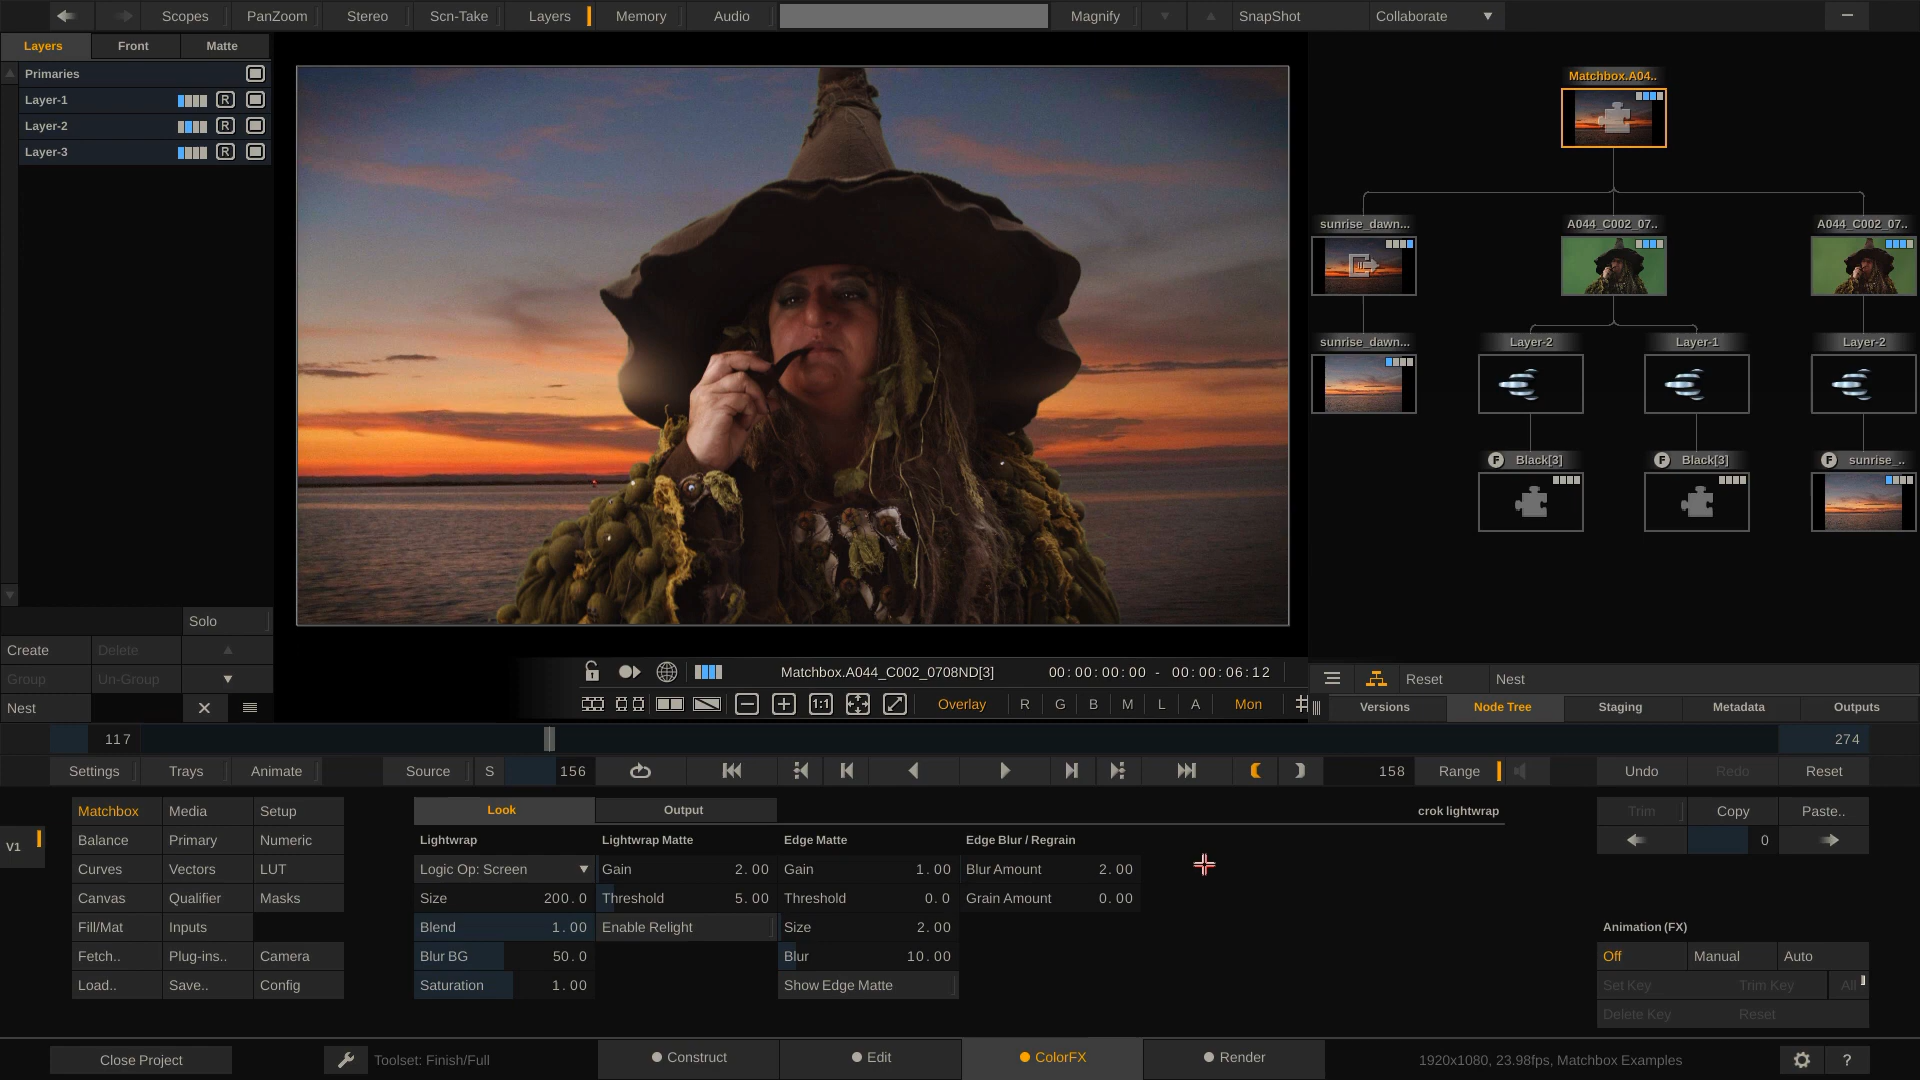 Scopes PanZoom Stereo Scn-Take Layers Memory Audio Magnify SnapShot Collaborate
Layers Front Matte
Primaries
Layer-1 R
Layer-2 R
Layer-3 R
Solo
Create Delete
Group Un-Group
Nest
Matchbox.A04..
sunrise_dawn... A044_C002_07.. A044_C002_07..
sunrise_dawn... Layer-2 Layer-1 Layer-2
F Black[3] F Black[3] F sunrise_..
Matchbox.A044_C002_0708ND[3] 00:00:00:00 - 00:00:06:12
1:1 Overlay R G B M L A Mon
Reset Nest
Versions Node Tree Staging Metadata Outputs
117 274
Settings Trays Animate Source S 156 158 Range Undo Redo Reset
V1
Matchbox Media Setup
Balance Primary Numeric
Curves Vectors LUT
Canvas Qualifier Masks
Fill/Mat Inputs
Fetch.. Plug-ins.. Camera
Load.. Save.. Config
Look Output crok lightwrap
Lightwrap Lightwrap Matte Edge Matte Edge Blur / Regrain
Logic Op: Screen Gain 2.00 Gain 1.00 Blur Amount 2.00
Size 200.0 Threshold 5.00 Threshold 0.0 Grain Amount 0.00
Blend 1.00 Enable Relight Size 2.00
Blur BG 50.0 Blur 10.00
Saturation 1.00 Show Edge Matte
Trim Copy Paste..
0
Animation (FX)
Off Manual Auto
Set Key Trim Key All
Delete Key Reset
Close Project Toolset: Finish/Full Construct Edit ColorFX Render 1920x1080, 23.98fps, Matchbox Examples ?